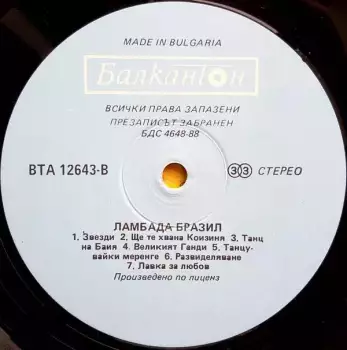 MADE IN BULGARIA
Балкантон
ВСИЧКИ ПРАВА ЗАПАЗЕНИ
ПРЕЗАПИСЪТ ЗАБРАНЕН
БДС 4648-88
ВТА 12643-В
33 СТЕРЕО
ЛАМБАДА БРАЗИЛ
1. Звезди 2. Ще те хвана Коизиня 3. Танц
на Баия 4. Великият Ганди 5. Танцу-
вайки меренге 6. Развиделяване
7. Лавка за любов
Произведено по лиценз